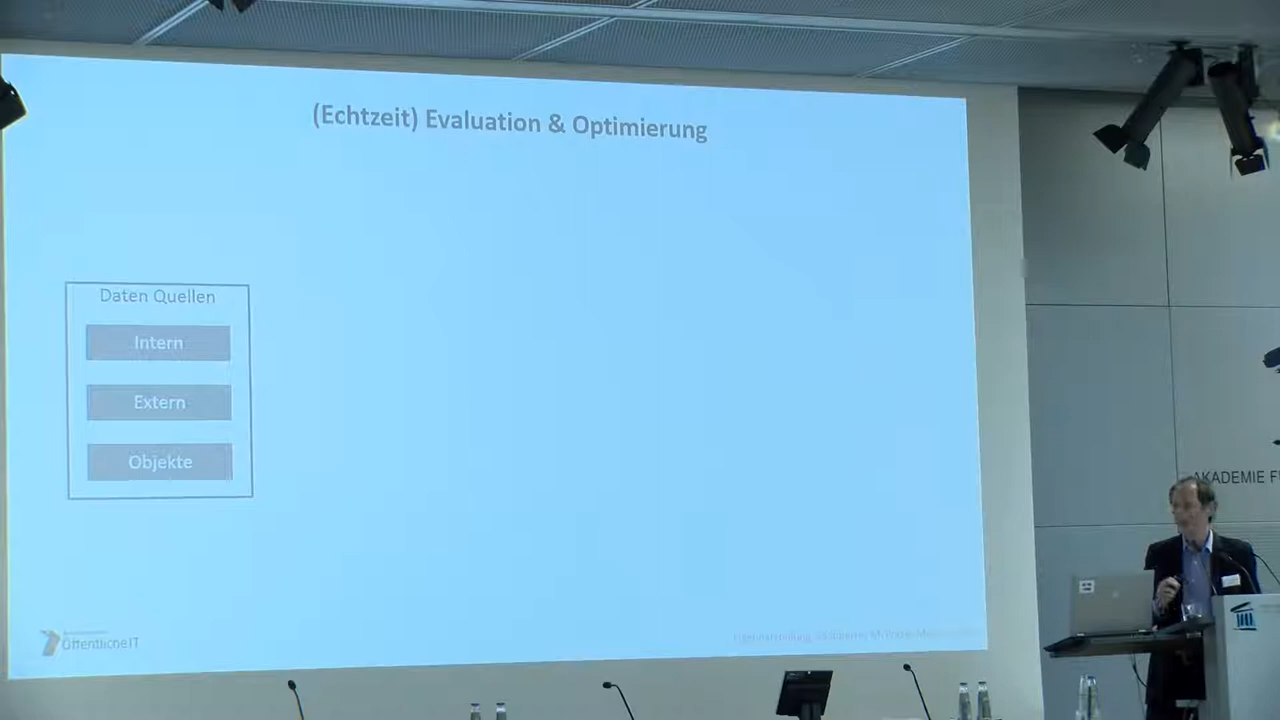 (Echtzeit) Evaluation & Optimierung
Daten Quellen
Intern
Extern
Objekte
ÖffentlicheIT
AKADEMIE F